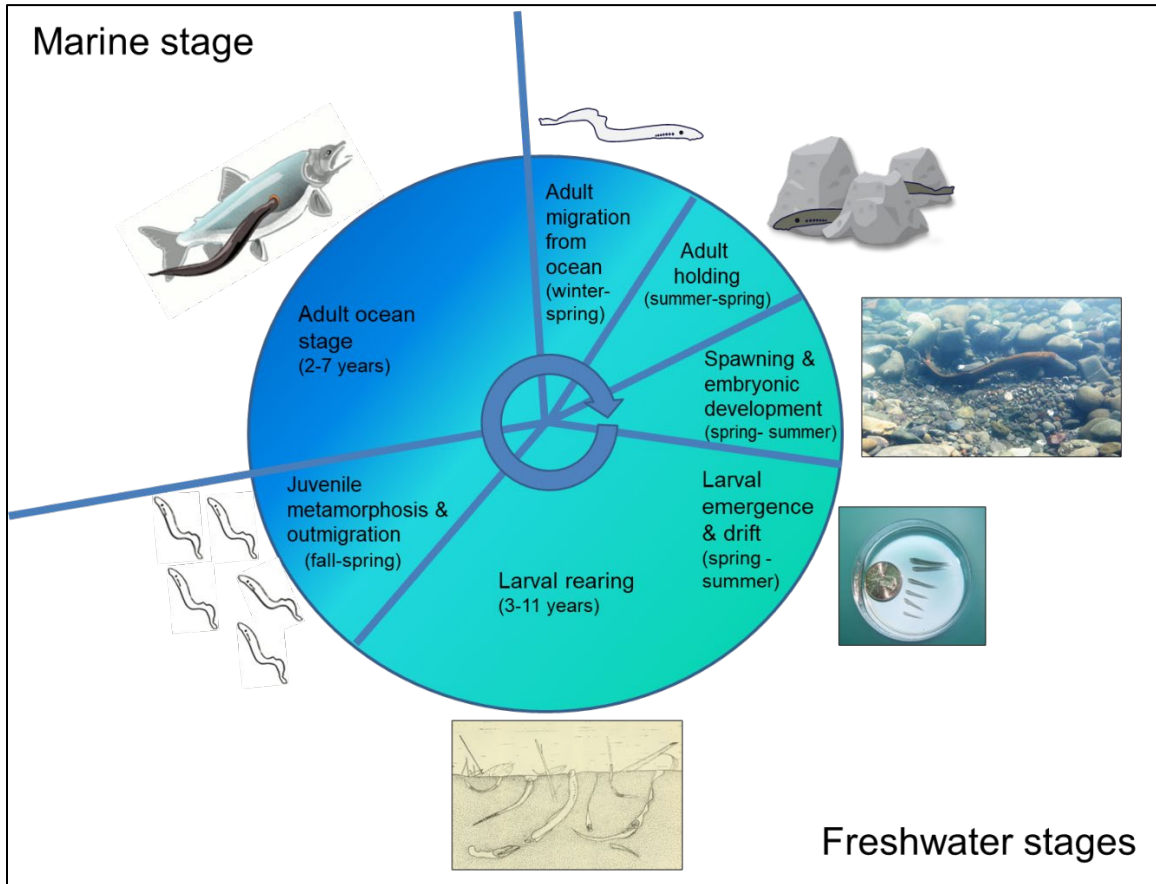 Marine stage
Adult
migration
from
ocean
(winter-
spring)
Adult
holding
(summer-spring)
Spawning &
embryonic
development
(spring- summer)
Larval
emergence
& drift
(spring -
summer)
Larval rearing
(3-11 years)
Juvenile
metamorphosis &
outmigration
(fall-spring)
Adult ocean
stage
(2-7 years)
Freshwater stages